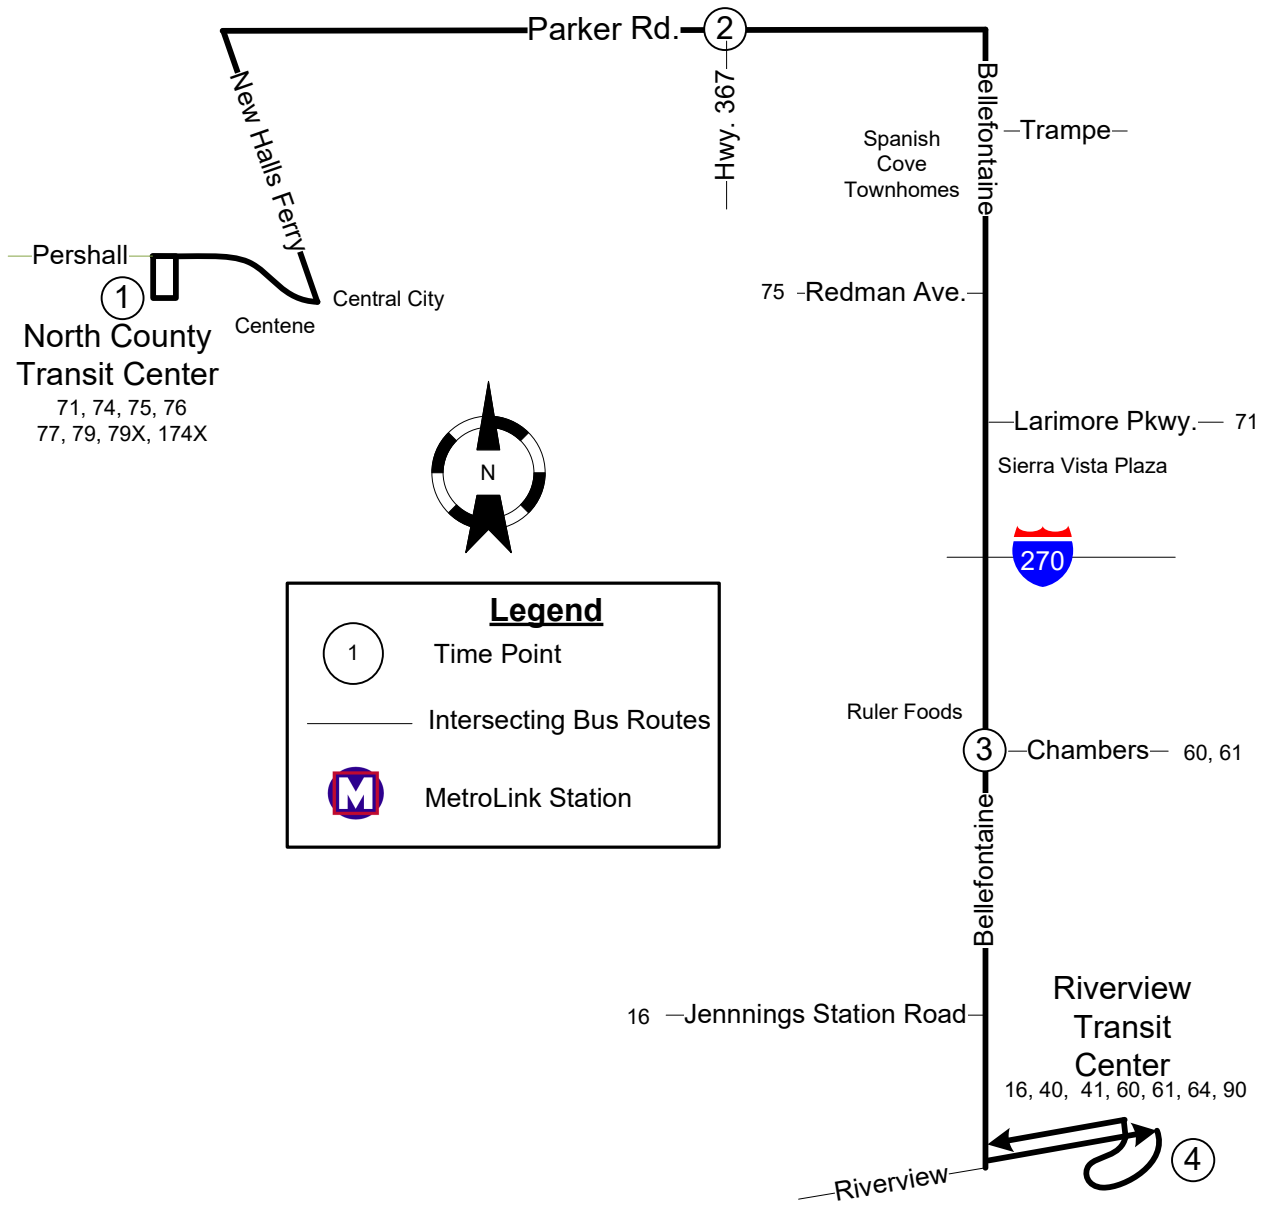 Parker Rd.
2
Hwy. 367
New Halls Ferry
Bellefontaine
Trampe
Spanish
Cove
Townhomes
Pershall
1
North County
Transit Center
71, 74, 75, 76
77, 79, 79X, 174X
Central City
Centene
75
Redman Ave.
Larimore Pkwy.
71
Sierra Vista Plaza
N
270
Legend
1
Time Point
Intersecting Bus Routes
M
MetroLink Station
Ruler Foods
3
Chambers
60, 61
Bellefontaine
16
Jennnings Station Road
Riverview
Transit
Center
16, 40, 41, 60, 61, 64, 90
4
Riverview